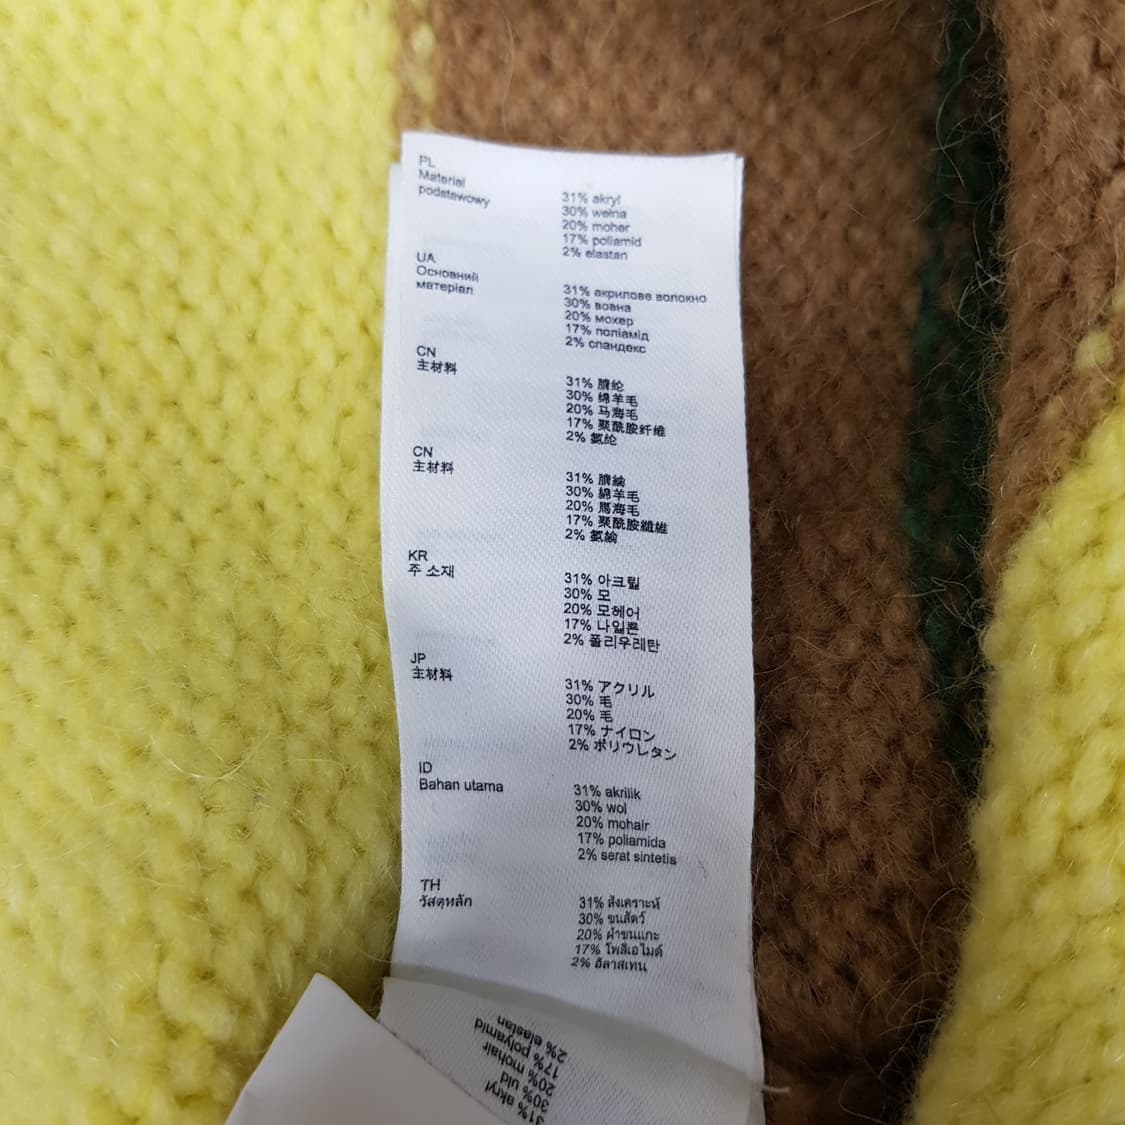 PL
Materiał
podstawowy
31% akryl
30% wełna
20% moher
17% poliamid
2% elastan
UA
Основний
матеріал
31% акрилове волокно
30% вовна
20% мохер
17% поліамід
2% спандекс
CN
主材料
31% 腈纶
30% 绵羊毛
20% 马海毛
17% 聚酰胺纤维
2% 氨纶
CN
主材料
31% 腈綸
30% 綿羊毛
20% 馬海毛
17% 聚酰胺纖維
2% 氨綸
KR
주 소재
31% 아크릴
30% 모
20% 모헤어
17% 나일론
2% 폴리우레탄
JP
主材料
31% アクリル
30% 毛
20% 毛
17% ナイロン
2% ポリウレタン
ID
Bahan utama
31% akrilik
30% wol
20% mohair
17% poliamida
2% serat sintetis
TH
วัสดุหลัก
31% สังเคราะห์
30% ขนสัตว์
20% ผ้าขนแกะ
17% โพลีเอไมด์
2% อีลาสเทน
31% akryl
30% uld
20% mohair
17% polyamid
2% elastan